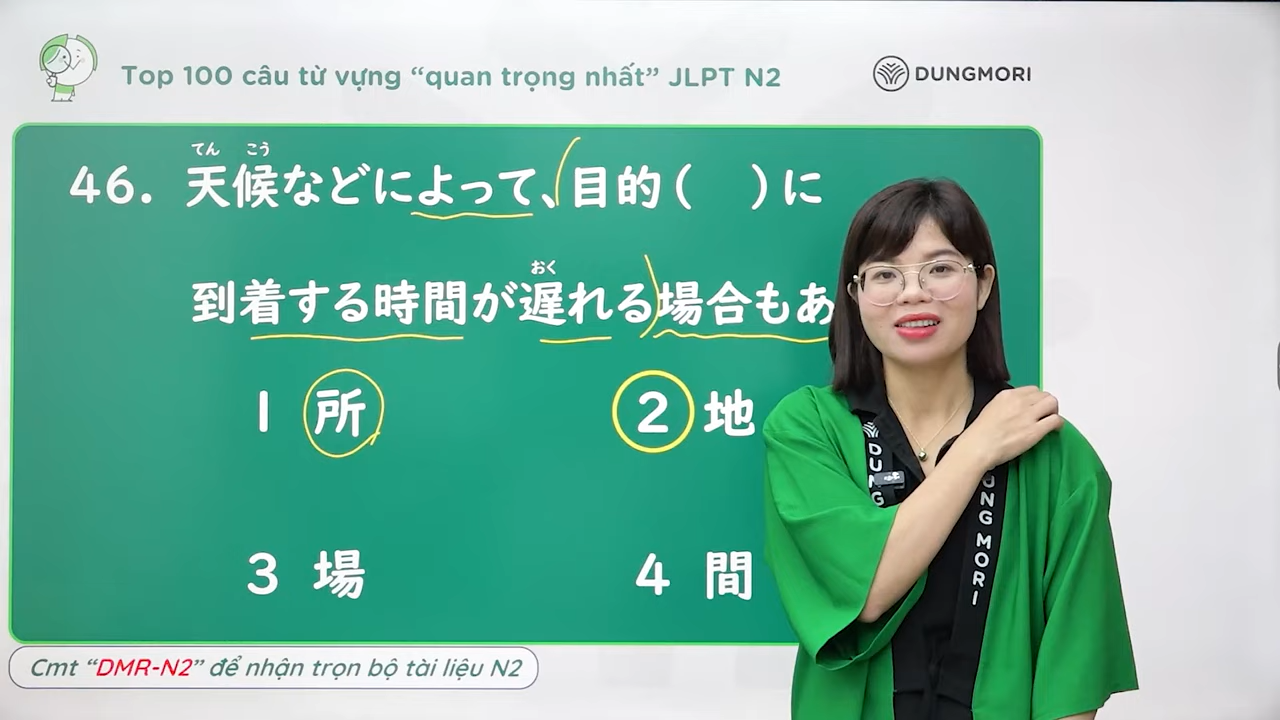 Top 100 câu từ vựng “quan trọng nhất” JLPT N2
DUNGMORI
てん こう
46. 天候などによって、目的( )に
おく
到着する時間が遅れる場合もあ
1 所
2 地
3 場
4 間
DUNG
DUNGMORI
Cmt “DMR-N2” để nhận trọn bộ tài liệu N2